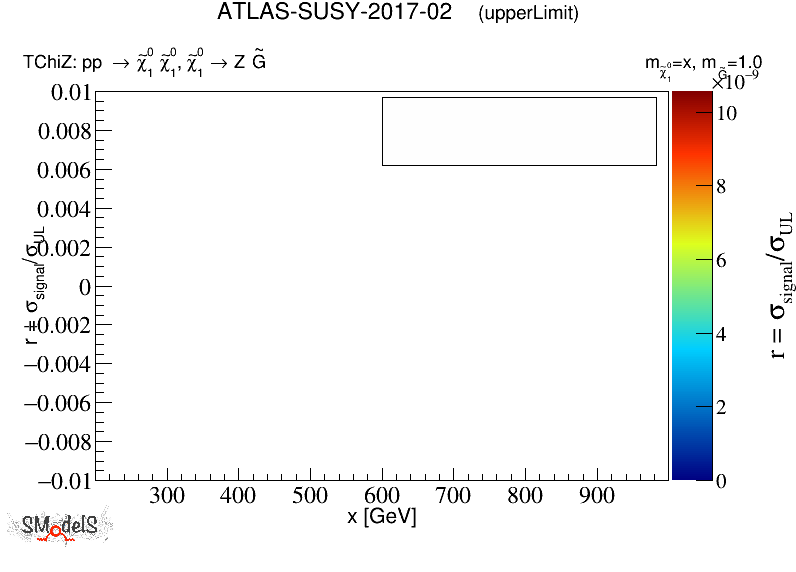 ATLAS-SUSY-2017-02 (upperLimit)
TChiZ: pp → χ̃₁⁰ χ̃₁⁰, χ̃₁⁰ → Z G̃
m_χ̃₁⁰=x, m_G̃=1.0
×10⁻⁹
0.01
0.008
0.006
0.004
0.002
0
−0.002
−0.004
−0.006
−0.008
−0.01
r = σ_signal/σ_UL
300 400 500 600 700 800 900
x [GeV]
10
8
6
4
2
0
r = σ_signal/σ_UL
SModelS